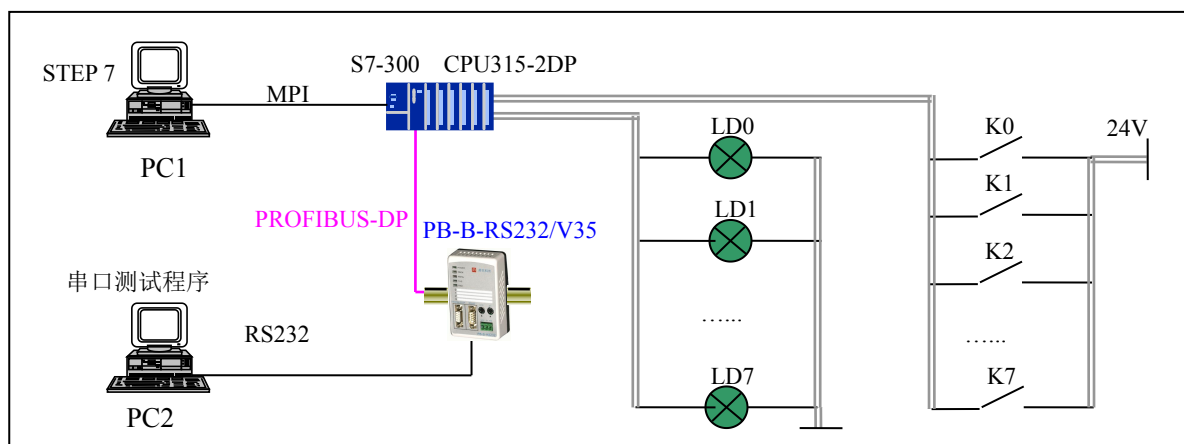 STEP 7
S7-300 CPU315-2DP
MPI
PC1
LD0
K0
24V
LD1
K1
PROFIBUS-DP
PB-B-RS232/V35
K2
串口测试程序
…...
…...
RS232
LD7
K7
PC2